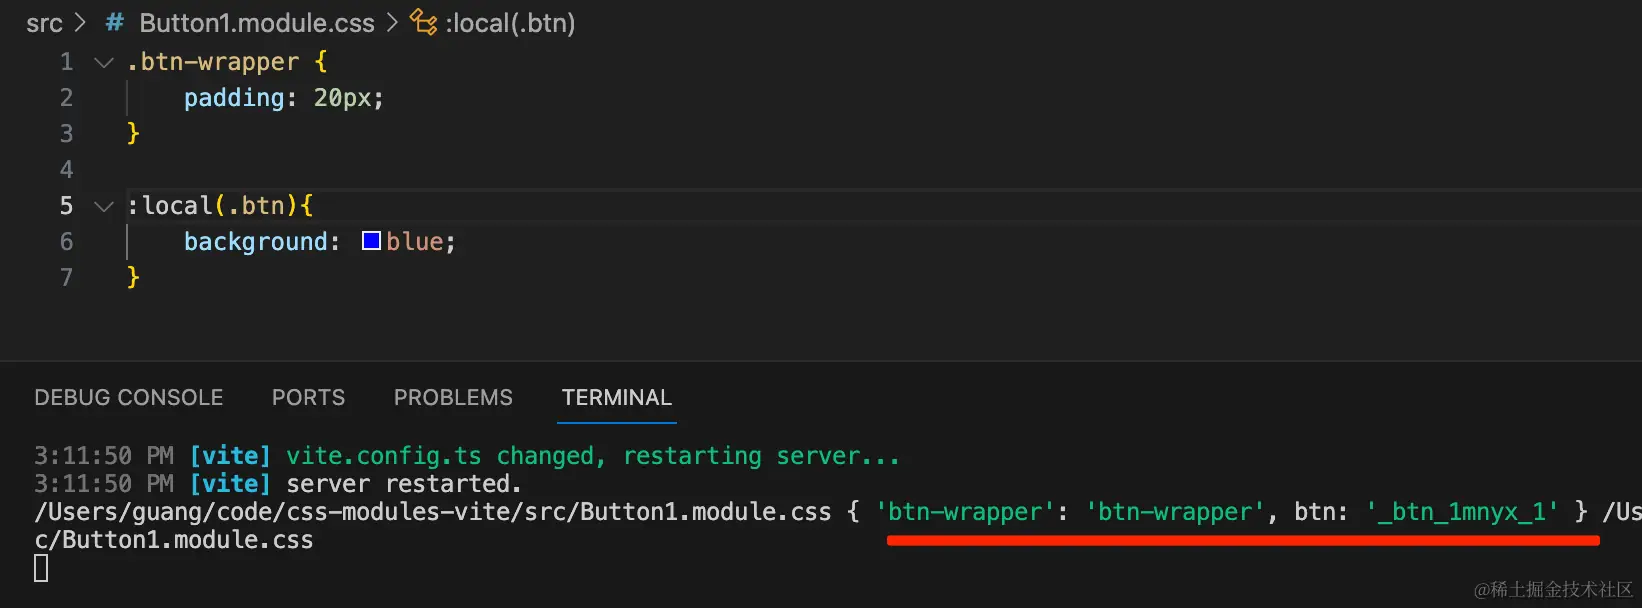 src > # Button1.module.css > :local(.btn)
1 .btn-wrapper {
2 padding: 20px;
3 }
4
5 :local(.btn){
6 background: blue;
7 }
DEBUG CONSOLE PORTS PROBLEMS TERMINAL
3:11:50 PM [vite] vite.config.ts changed, restarting server...
3:11:50 PM [vite] server restarted.
/Users/guang/code/css-modules-vite/src/Button1.module.css { 'btn-wrapper': 'btn-wrapper', btn: '_btn_1mnyx_1' } /Us
c/Button1.module.css
@稀土掘金技术社区